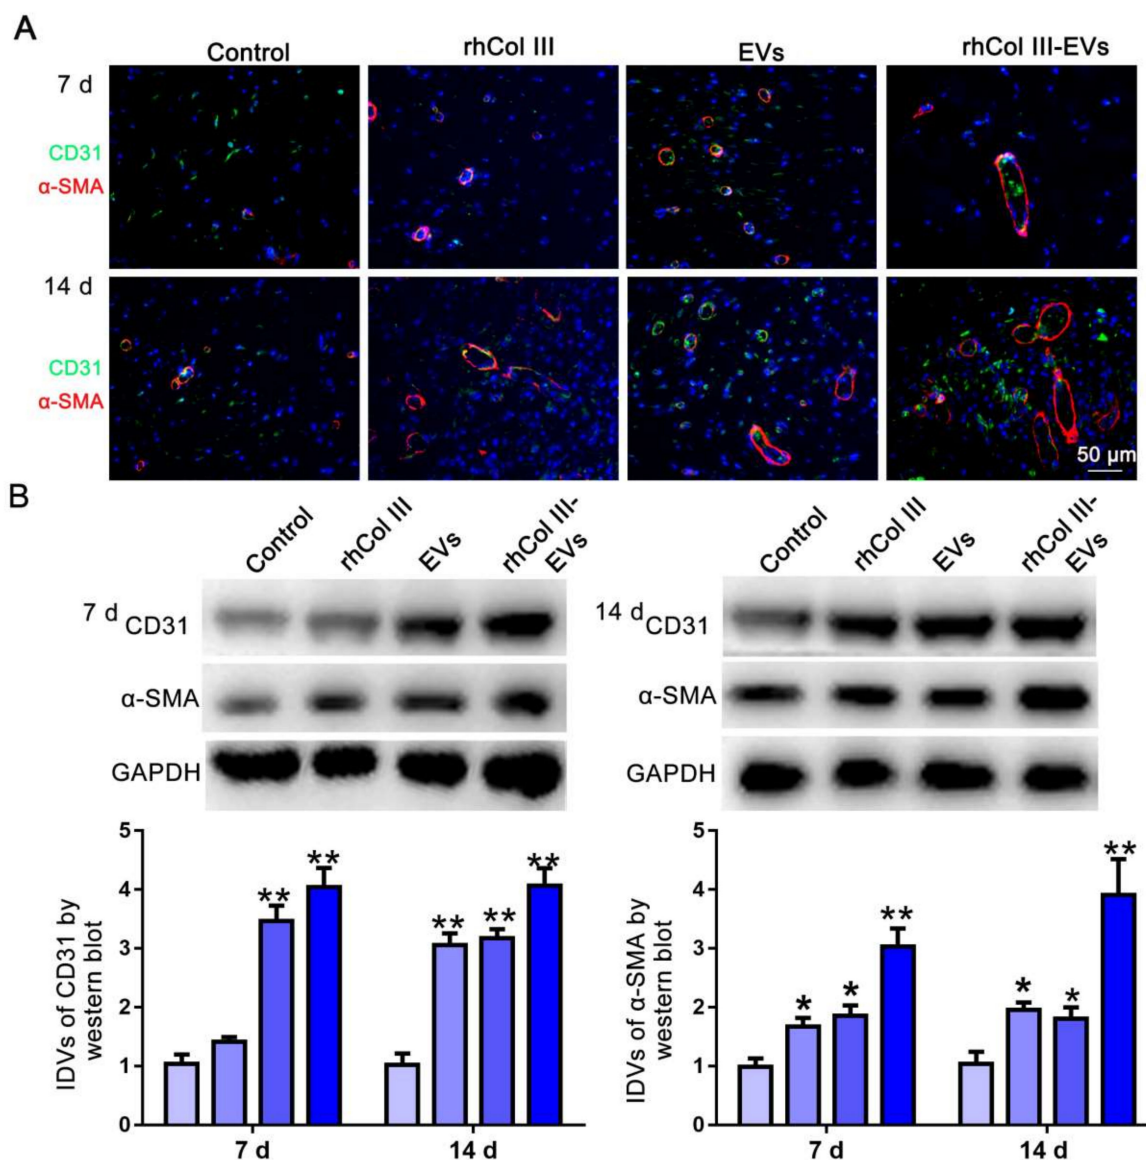 A
Control
rhCol III
EVs
rhCol III-EVs
7 d
CD31
α-SMA
14 d
CD31
α-SMA
50 μm
B
Control
rhCol III
EVs
rhCol III-
EVs
7 d
CD31
α-SMA
GAPDH
Control
rhCol III
EVs
rhCol III-
EVs
14 d
CD31
α-SMA
GAPDH
IDVs of CD31 by
western blot
5
4
3
2
1
0
**
**
**
**
**
7 d
14 d
IDVs of α-SMA by
western blot
5
4
3
2
1
0
*
*
**
*
*
**
7 d
14 d